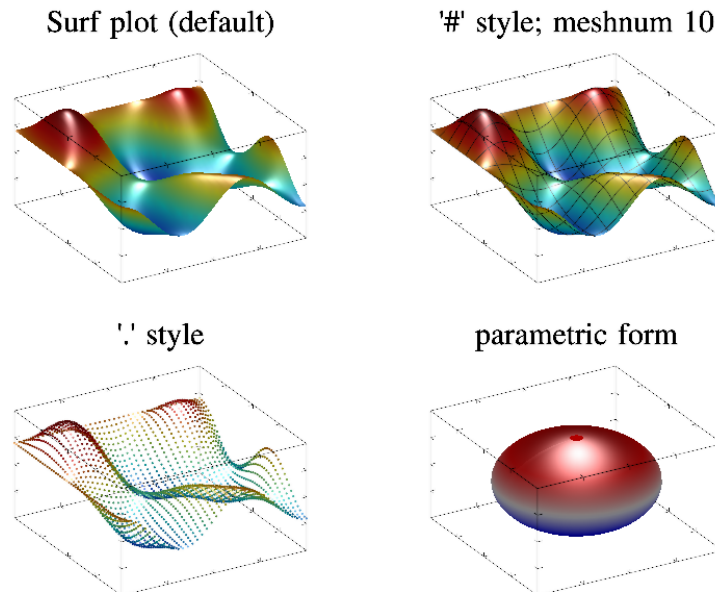 Surf plot (default)
'#' style; meshnum 10
'.' style
parametric form